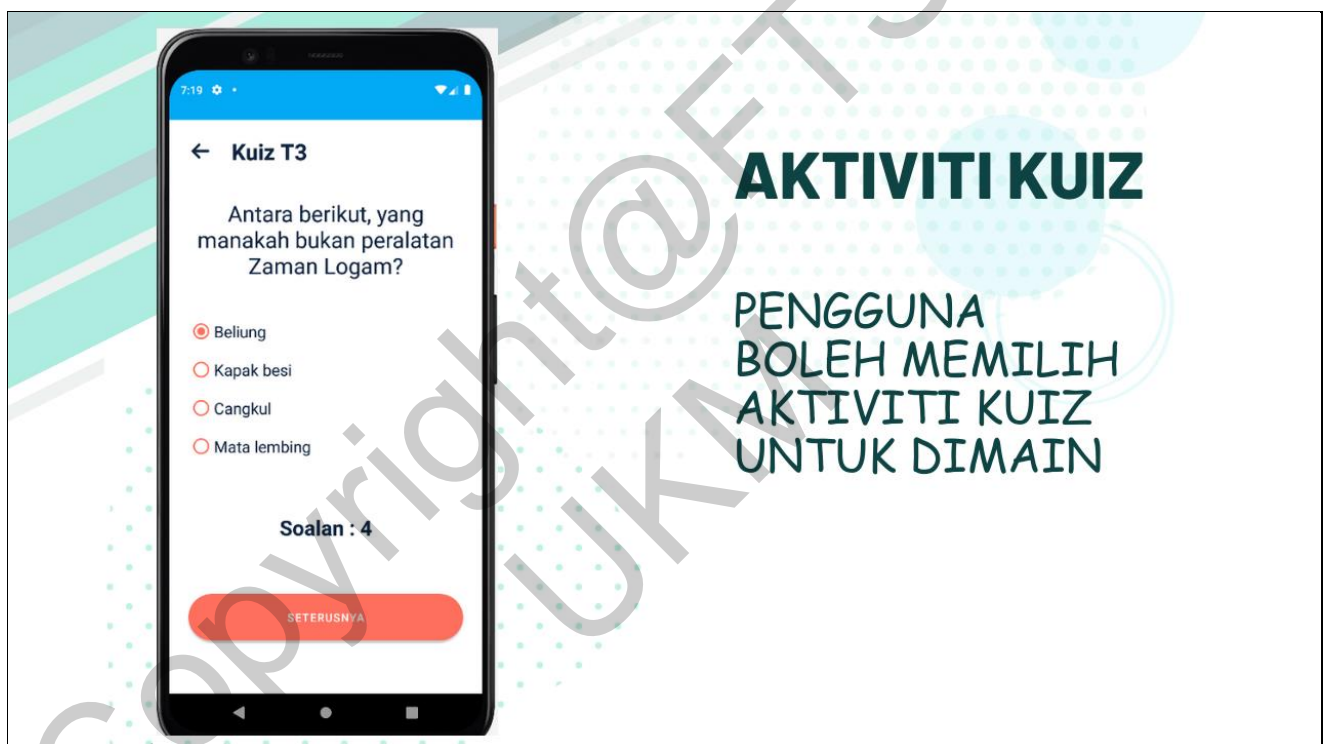 7:19
Kuiz T3
Antara berikut, yang
manakah bukan peralatan
Zaman Logam?
Beliung
Kapak besi
Cangkul
Mata lembing
Soalan : 4
SETERUSNYA
AKTIVITI KUIZ
PENGGUNA
BOLEH MEMILIH
AKTIVITI KUIZ
UNTUK DIMAIN
Copyright@FTS
UKM